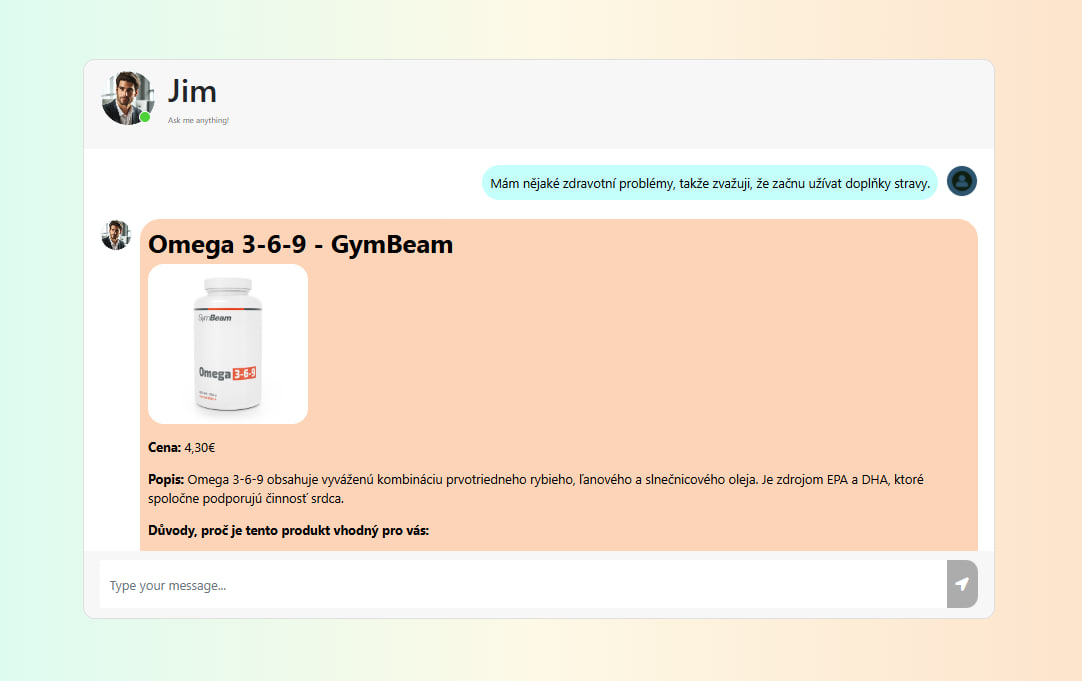 Jim
Ask me anything!
Mám nějaké zdravotní problémy, takže zvažuji, že začnu užívat doplňky stravy.
Omega 3-6-9 - GymBeam
GymBeam
Omega 3-6-9
Cena: 4,30€
Popis: Omega 3-6-9 obsahuje vyváženú kombináciu prvotriedneho rybieho, ľanového a slnečnicového oleja. Je zdrojom EPA a DHA, ktoré
spoločne podporujú činnosť srdca.
Důvody, proč je tento produkt vhodný pro vás:
Type your message...